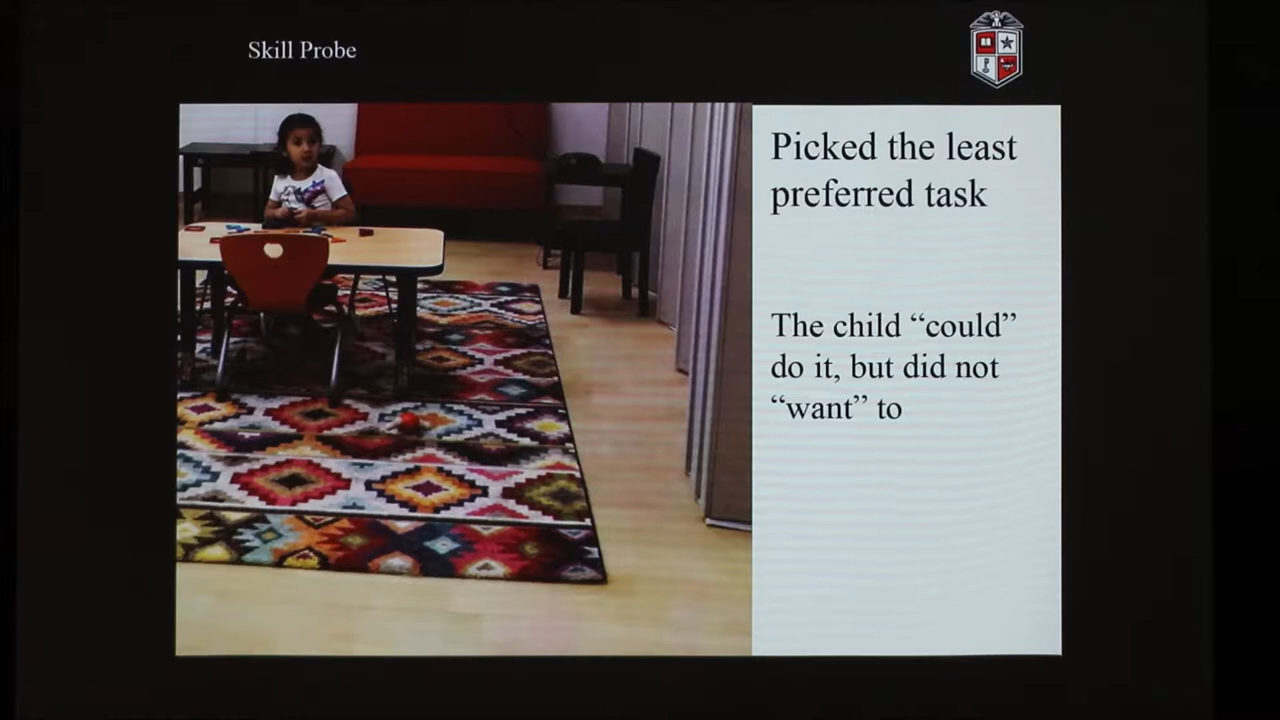 Skill Probe
Picked the least
preferred task
The child “could”
do it, but did not
“want” to